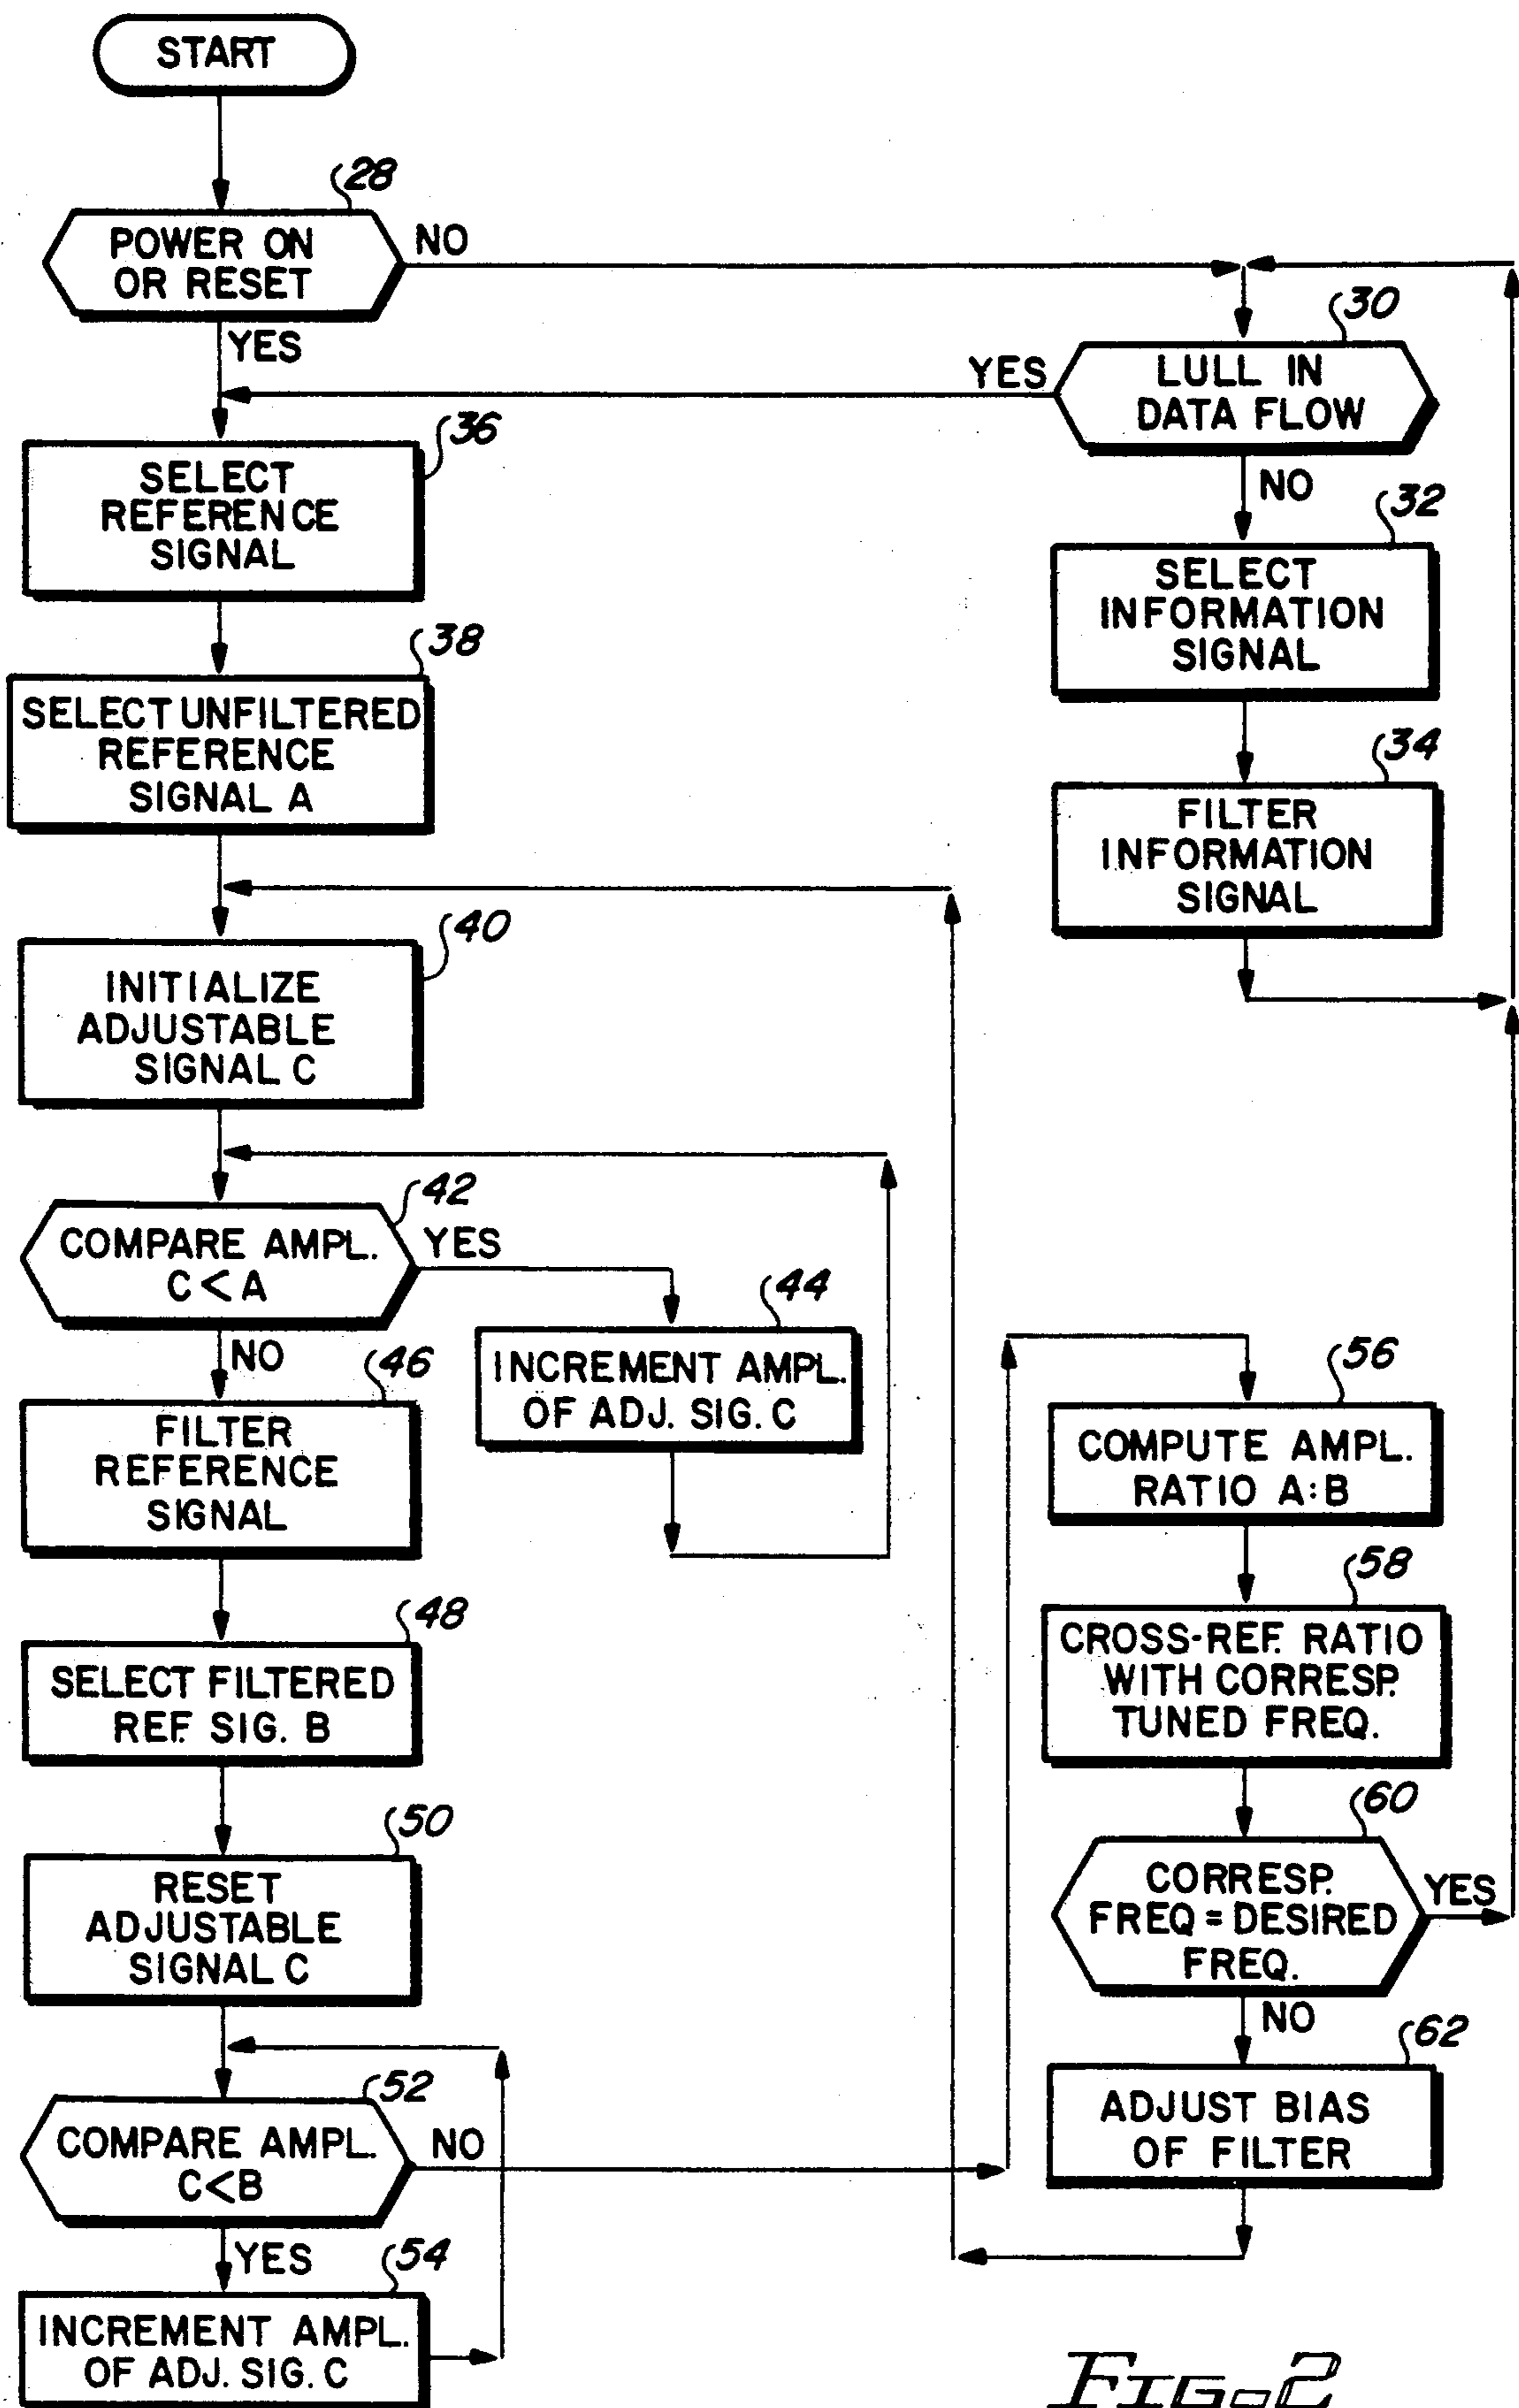 START
28
POWER ON
OR RESET
NO
YES
30
LULL IN
DATA FLOW
YES
NO
36
SELECT
REFERENCE
SIGNAL
32
SELECT
INFORMATION
SIGNAL
38
SELECT UNFILTERED
REFERENCE
SIGNAL A
34
FILTER
INFORMATION
SIGNAL
40
INITIALIZE
ADJUSTABLE
SIGNAL C
42
COMPARE AMPL.
C < A
YES
NO
44
INCREMENT AMPL.
OF ADJ. SIG. C
46
FILTER
REFERENCE
SIGNAL
48
SELECT FILTERED
REF. SIG. B
50
RESET
ADJUSTABLE
SIGNAL C
52
COMPARE AMPL.
C<B
NO
YES
54
INCREMENT AMPL.
OF ADJ. SIG. C
56
COMPUTE AMPL.
RATIO A:B
58
CROSS-REF. RATIO
WITH CORRESP.
TUNED FREQ.
60
CORRESP.
FREQ = DESIRED
FREQ.
YES
NO
62
ADJUST BIAS
OF FILTER
FIG. 2